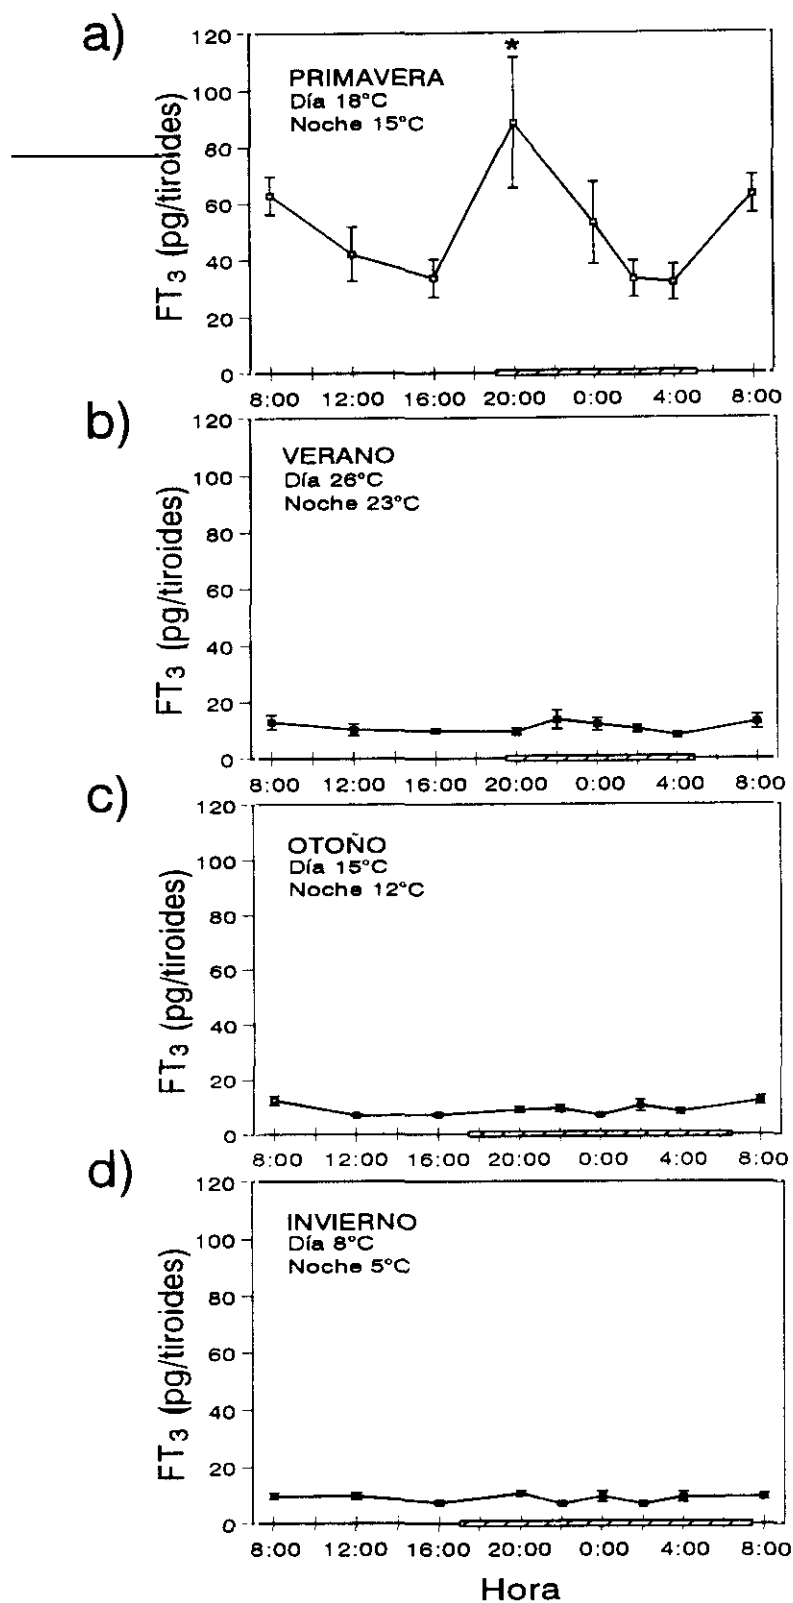 a)
FT3 (pg/tiroides)
120
100
80
60
40
20
0
*
PRIMAVERA
Día 18°C
Noche 15°C
8:00 12:00 16:00 20:00 0:00 4:00 8:00
b)
FT3 (pg/tiroides)
120
100
80
60
40
20
0
VERANO
Día 26°C
Noche 23°C
8:00 12:00 16:00 20:00 0:00 4:00 8:00
c)
FT3 (pg/tiroides)
120
100
80
60
40
20
0
OTOÑO
Día 15°C
Noche 12°C
8:00 12:00 16:00 20:00 0:00 4:00 8:00
d)
FT3 (pg/tiroides)
120
100
80
60
40
20
0
INVIERNO
Día 8°C
Noche 5°C
8:00 12:00 16:00 20:00 0:00 4:00 8:00
Hora